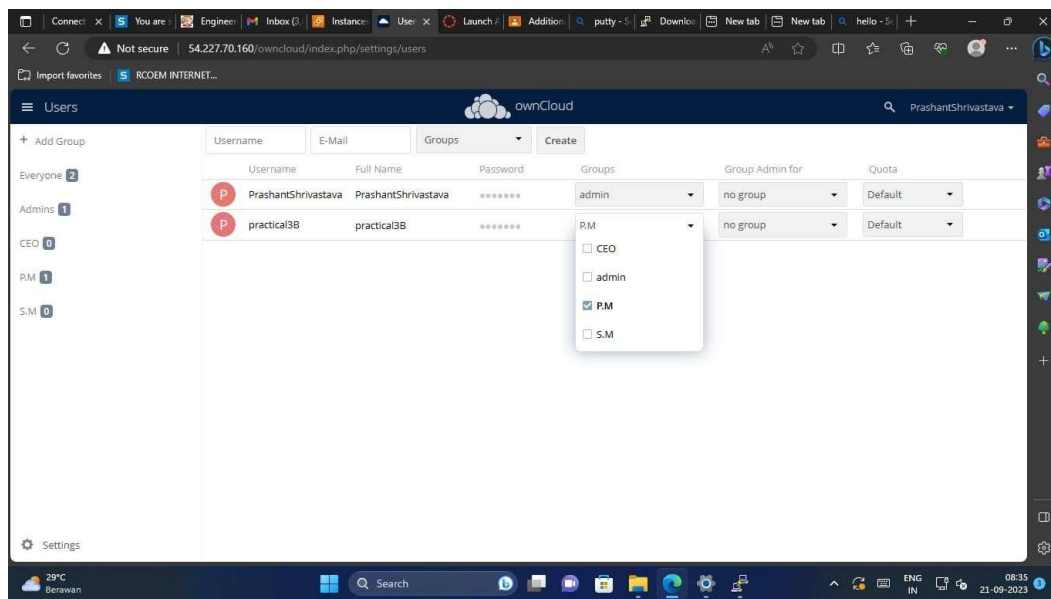 Connect
You are s
Engineer
Inbox (3,
Instance
User
Launch A
Addition
putty - S
Downloa
New tab
New tab
hello - Se
Not secure
54.227.70.160/owncloud/index.php/settings/users
Import favorites
RCOEM INTERNET...
Users
ownCloud
PrashantShrivastava
+ Add Group
Username
E-Mail
Groups
Create
Everyone 2
Admins 1
CEO 0
P.M 1
S.M 0
Username Full Name Password Groups Group Admin for Quota
P PrashantShrivastava PrashantShrivastava admin no group Default
P practical3B practical3B P.M no group Default
CEO
admin
P.M
S.M
Settings
29°C
Berawan
Search
ENG
IN
08:35
21-09-2023
3